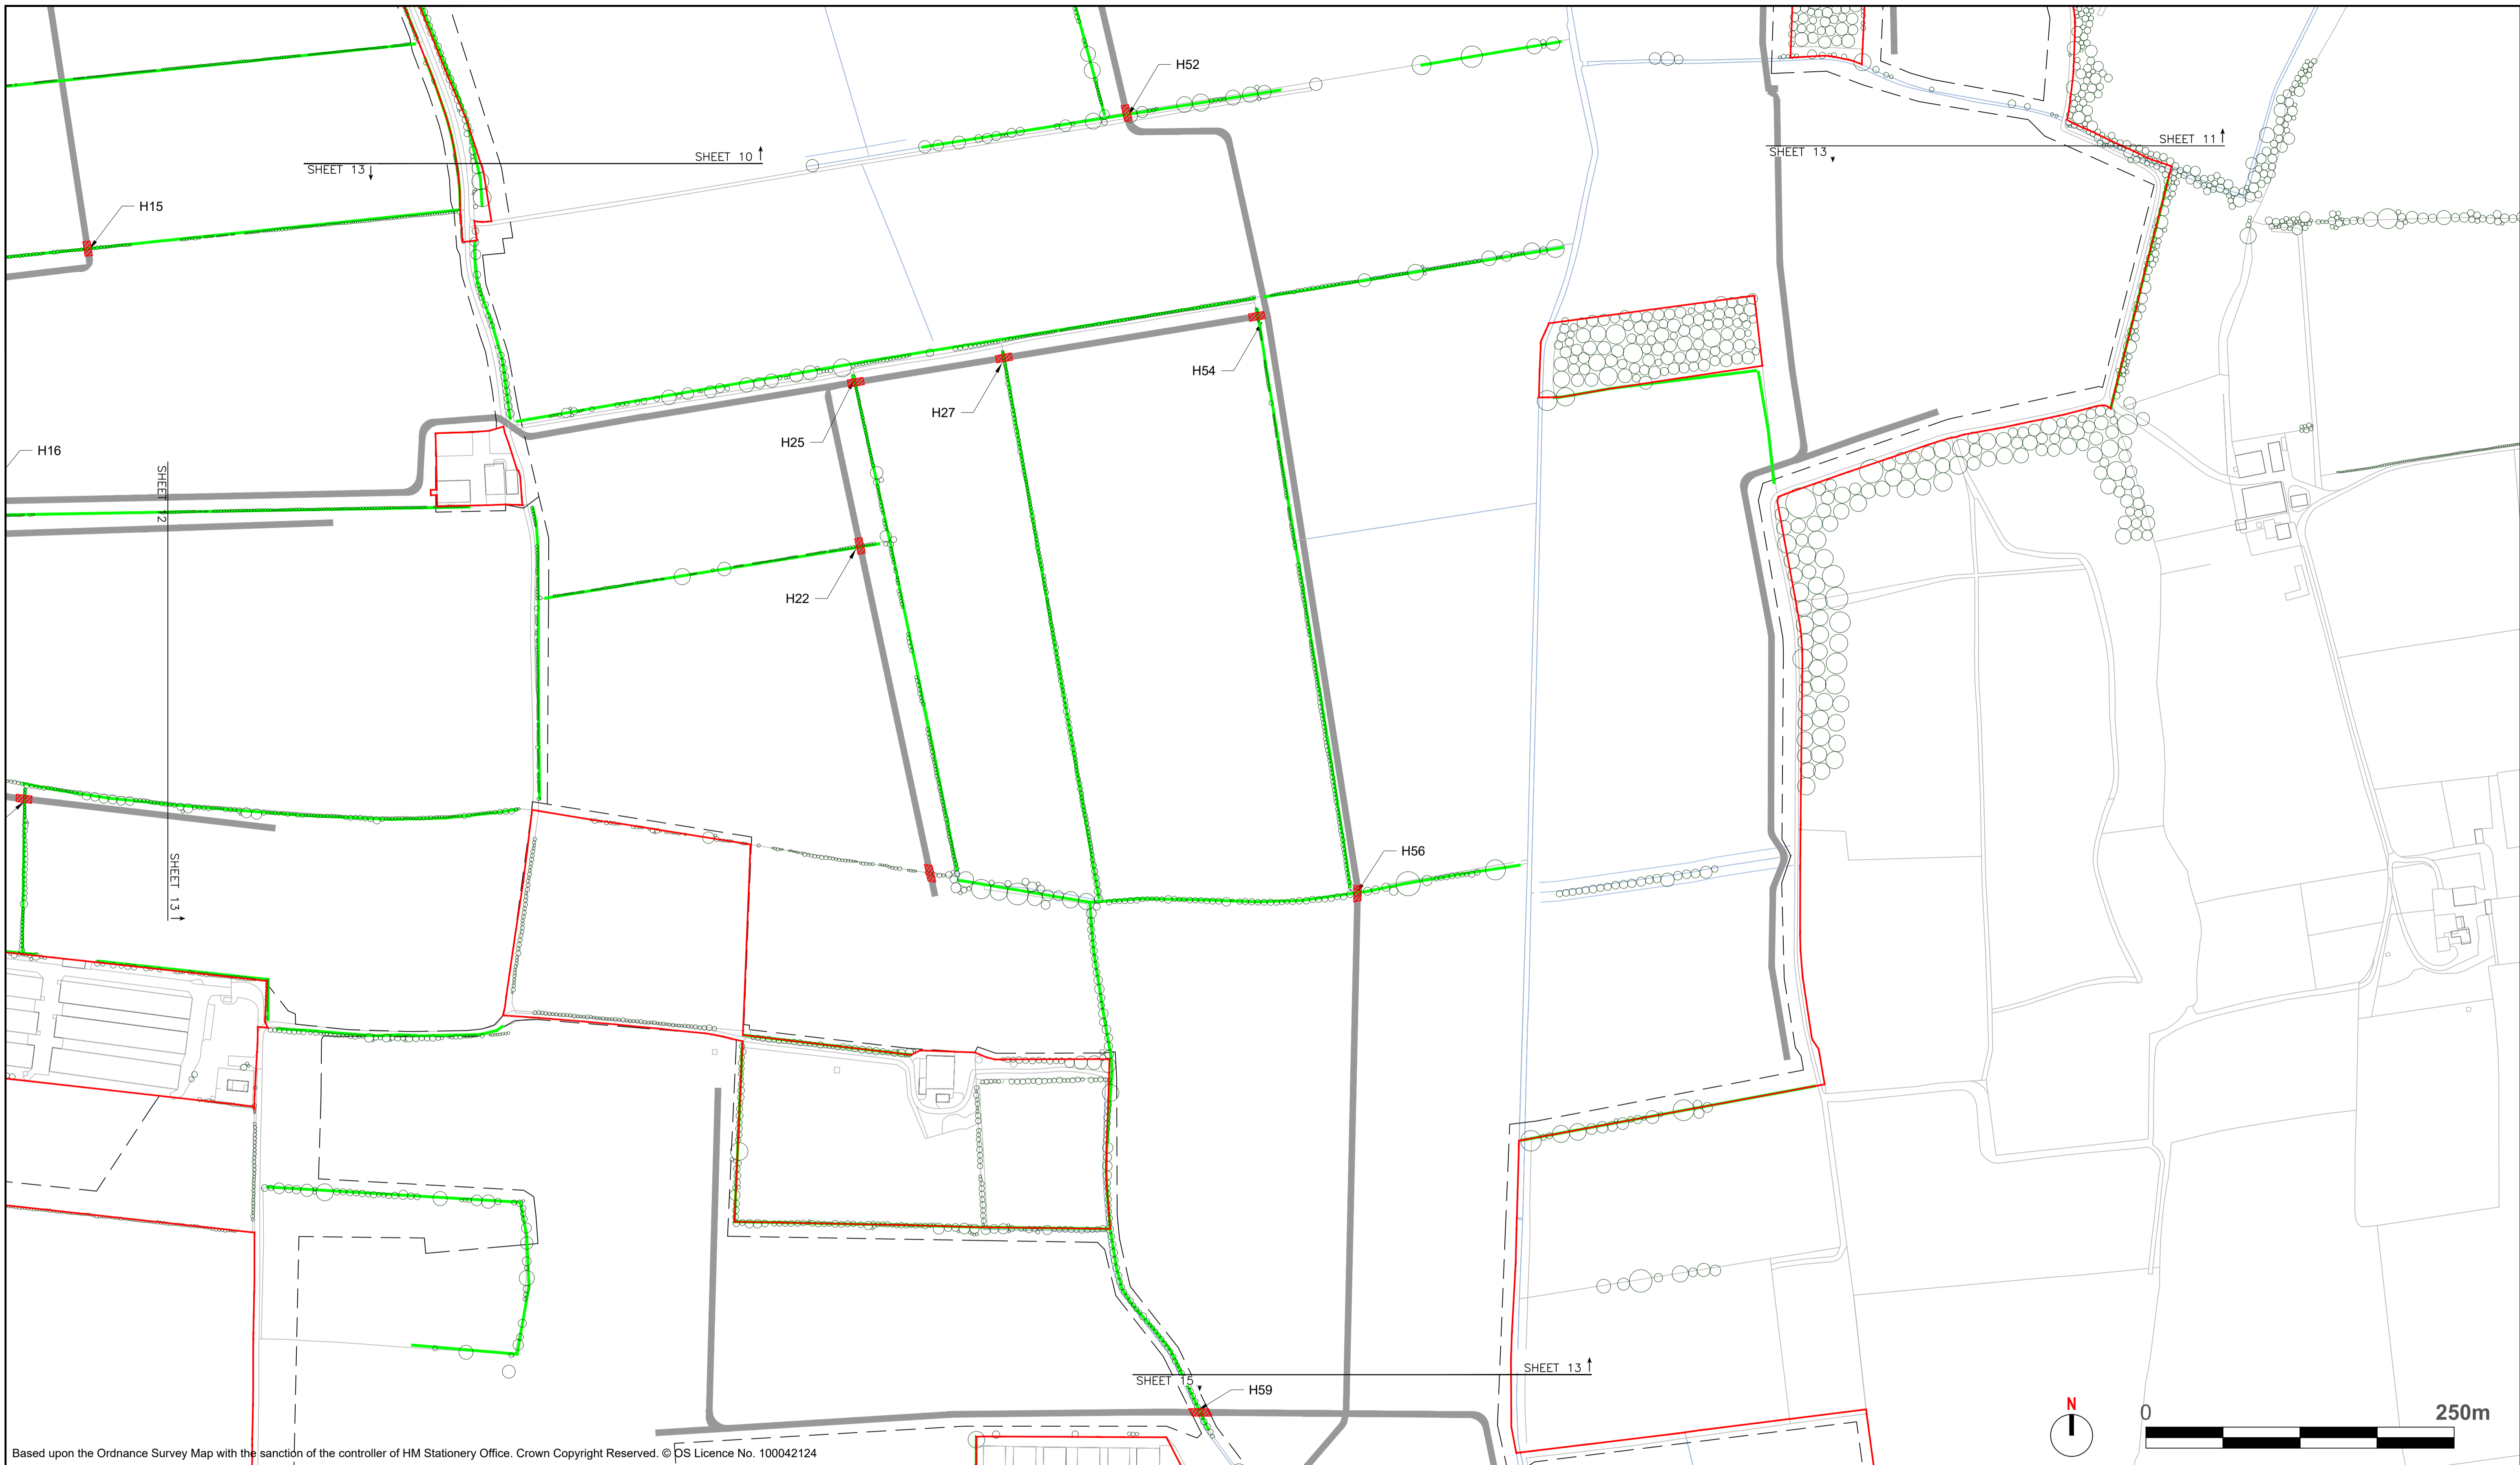 H52
SHEET 11
SHEET 13
SHEET 10
SHEET 13
H15
H54
H27
H25
H16
SHEET 12
SHEET 13
H22
H56
SHEET 13
SHEET 15
H59
N
0
250m
Based upon the Ordnance Survey Map with the sanction of the controller of HM Stationery Office. Crown Copyright Reserved. © OS Licence No. 100042124